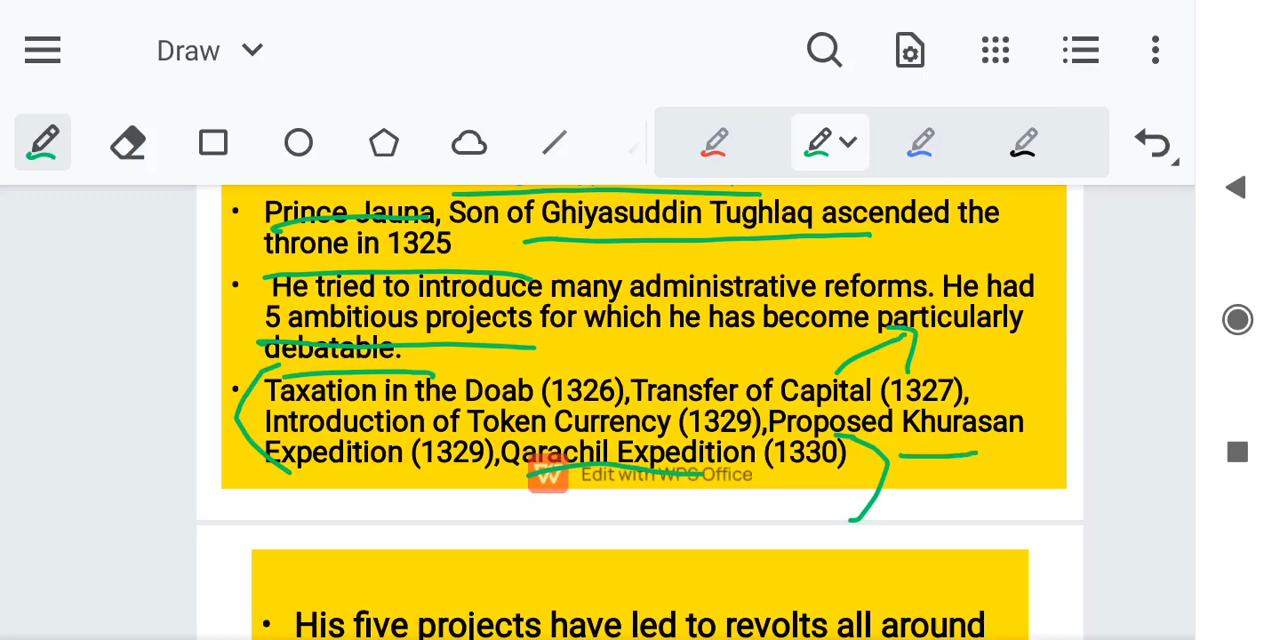 Draw
• Prince Jauna, Son of Ghiyasuddin Tughlaq ascended the
throne in 1325
• He tried to introduce many administrative reforms. He had
5 ambitious projects for which he has become particularly
debatable.
• Taxation in the Doab (1326),Transfer of Capital (1327),
Introduction of Token Currency (1329),Proposed Khurasan
Expedition (1329),Qarachil Expedition (1330)
W Edit with WPS Office
• His five projects have led to revolts all around